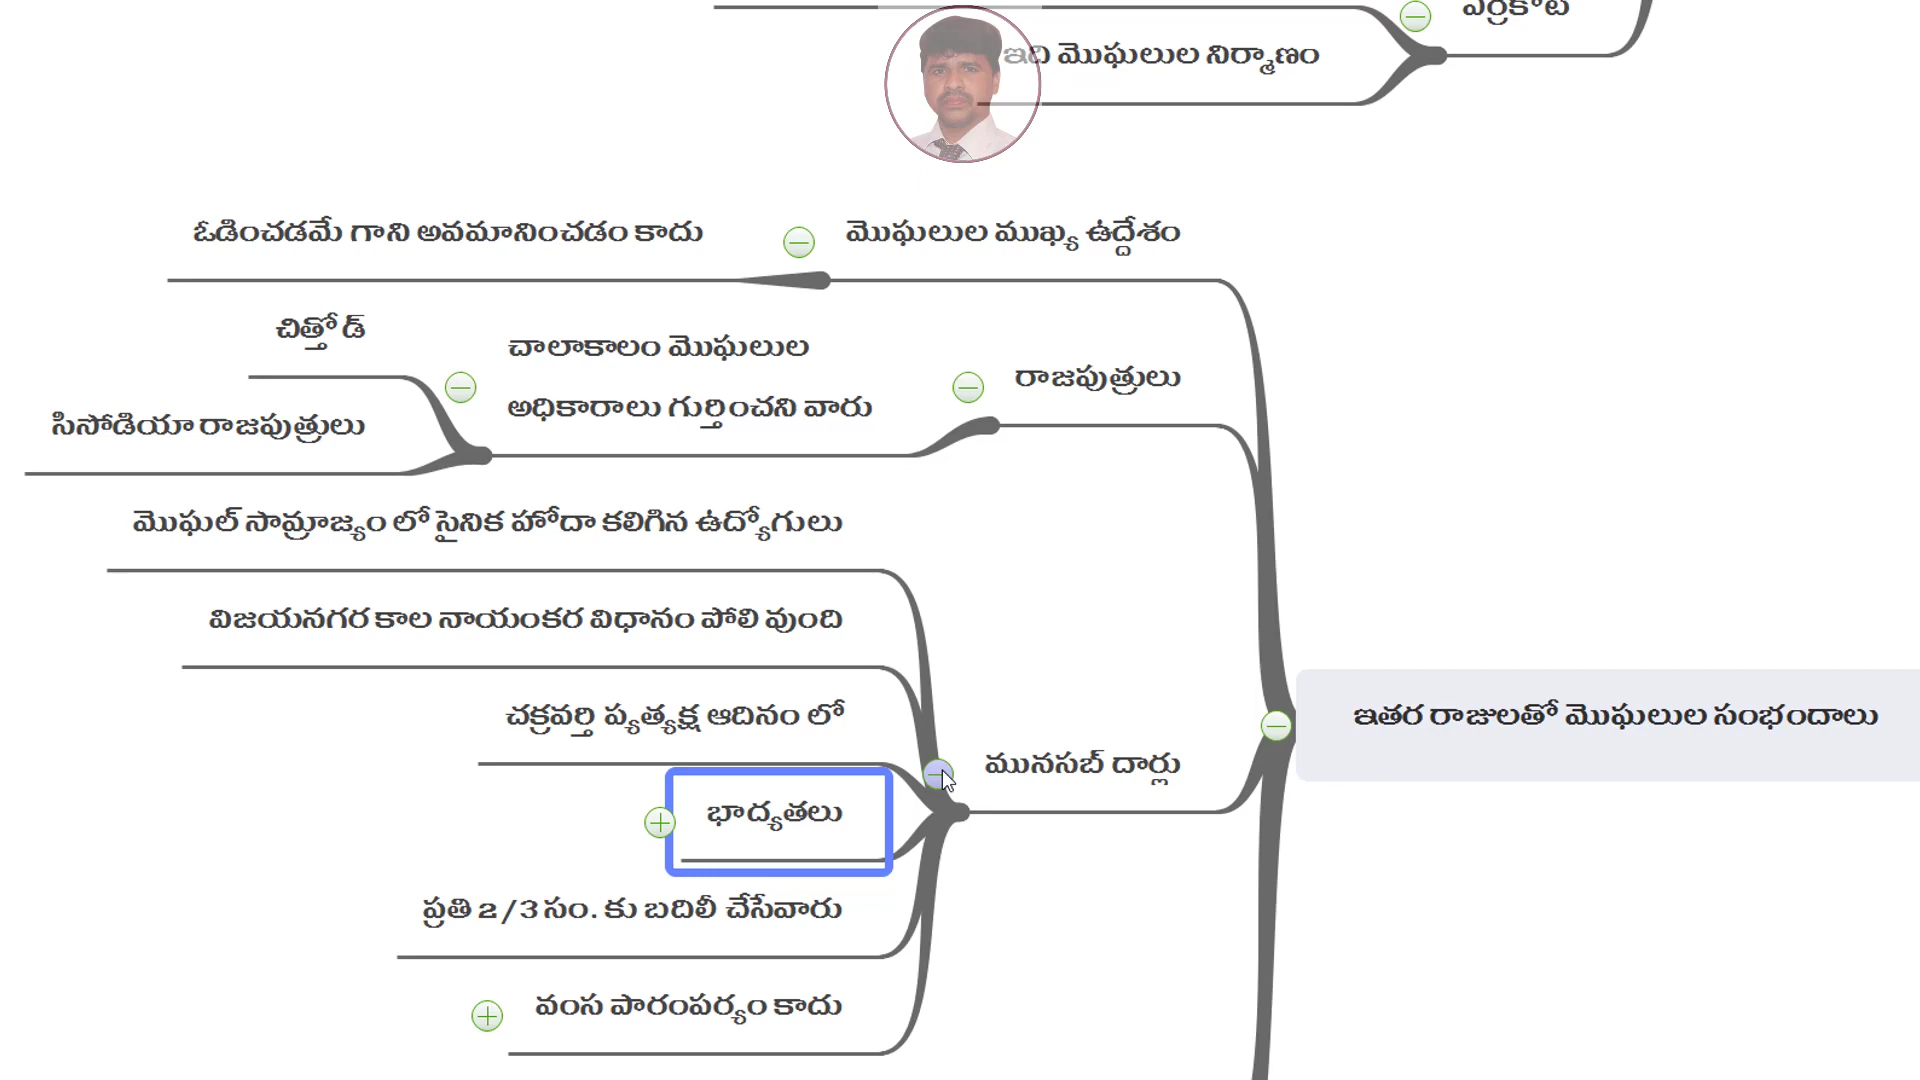 ఎర్రకోట
ఇది మొఘలుల నిర్మాణం
ఓడించడమే గాని అవమానించడం కాదు
మొఘలుల ముఖ్య ఉద్దేశం
చిత్తోడ్
చాలాకాలం మొఘలుల
అధికారాలు గుర్తించని వారు
రాజపుత్రులు
సిసోడియా రాజపుత్రులు
మొఘల్ సామ్రాజ్యం లో సైనిక హోదా కలిగిన ఉద్యోగులు
విజయనగర కాల నాయంకర విధానం పోలి వుంది
చక్రవర్తి ప్యత్యక్ష ఆదినం లో
ఇతర రాజులతో మొఘలుల సంభందాలు
మునసబ్ దార్లు
భాద్యతలు
ప్రతి 2/3 సం. కు బదిలీ చేసేవారు
వంస పారంపర్యం కాదు